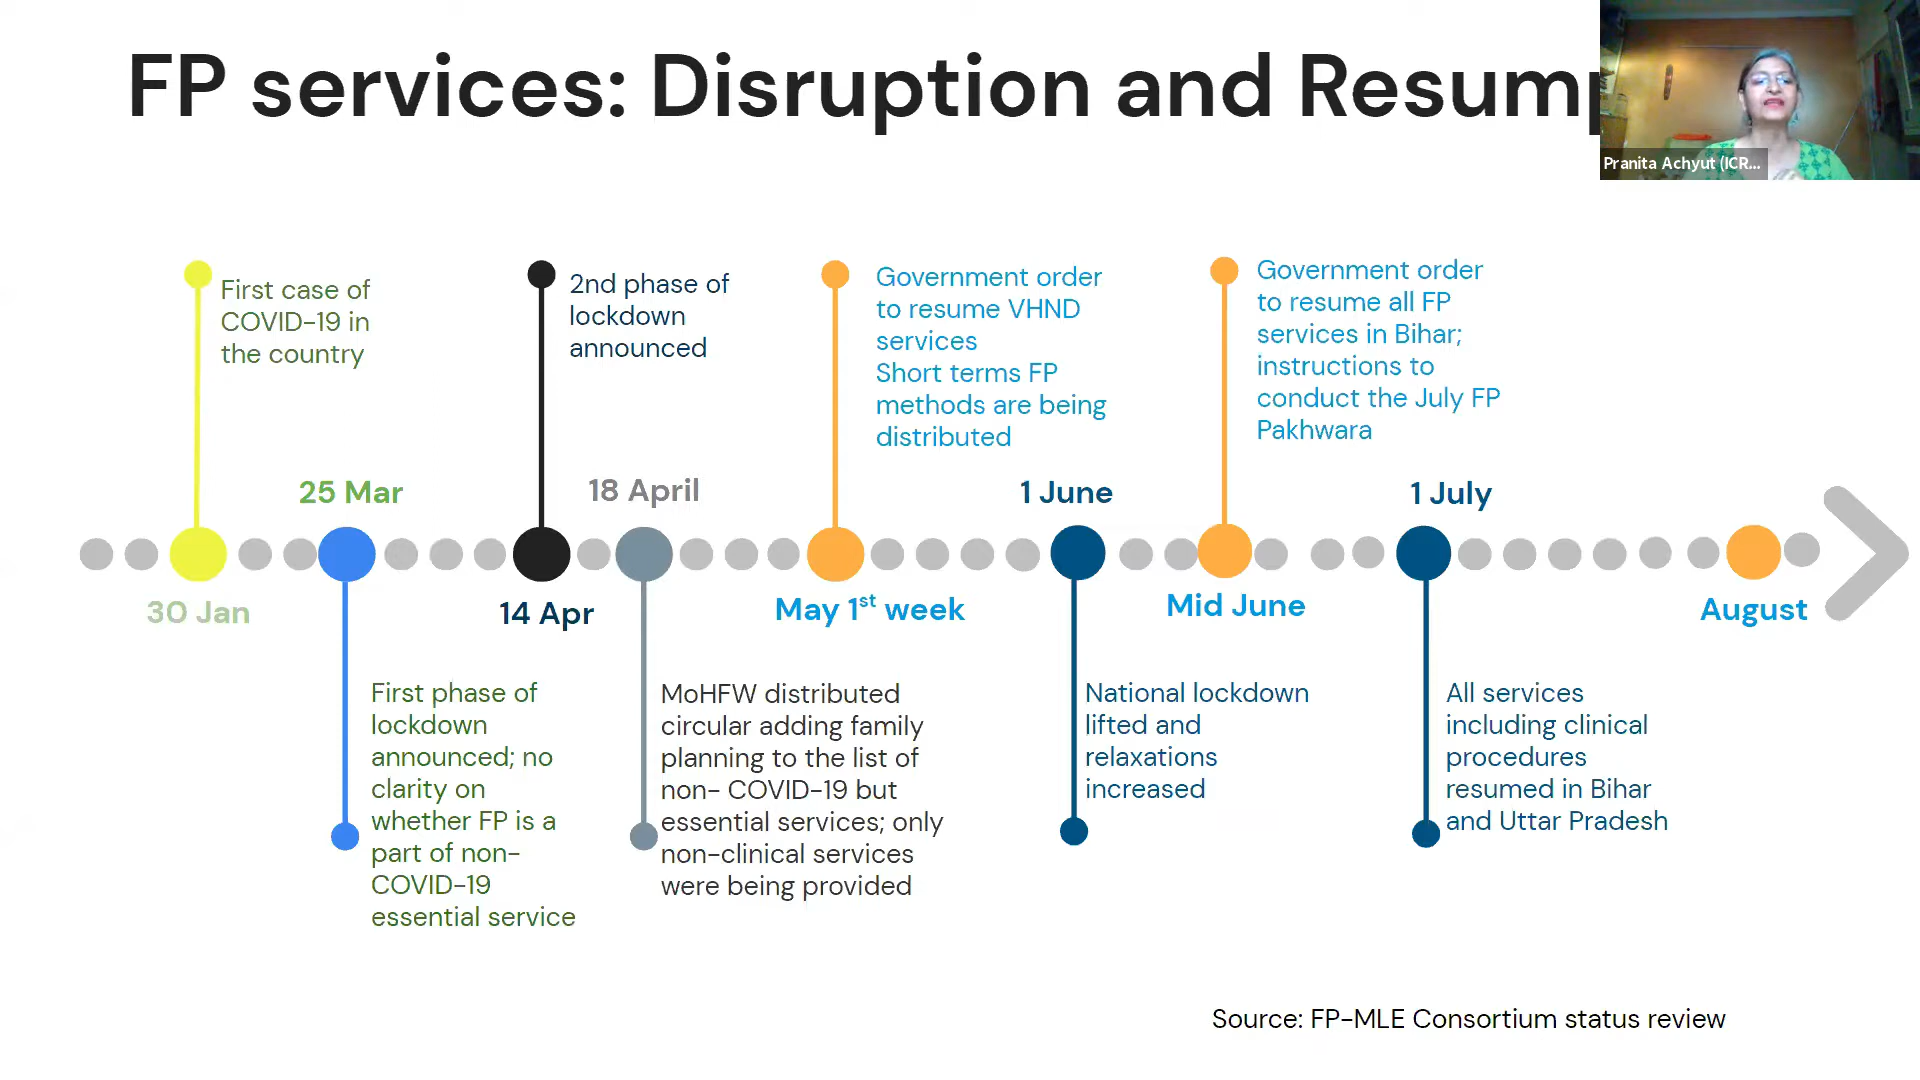 FP services: Disruption and Resump
Pranita Achyut (ICR...
First case of
COVID-19 in
the country
2nd phase of
lockdown
announced
Government order
to resume VHND
services
Short terms FP
methods are being
distributed
Government order
to resume all FP
services in Bihar;
instructions to
conduct the July FP
Pakhwara
25 Mar
18 April
1 June
1 July
30 Jan
14 Apr
May 1st week
Mid June
August
First phase of
lockdown
announced; no
clarity on
whether FP is a
part of non-
COVID-19
essential service
MoHFW distributed
circular adding family
planning to the list of
non- COVID-19 but
essential services; only
non-clinical services
were being provided
National lockdown
lifted and
relaxations
increased
All services
including clinical
procedures
resumed in Bihar
and Uttar Pradesh
Source: FP-MLE Consortium status review